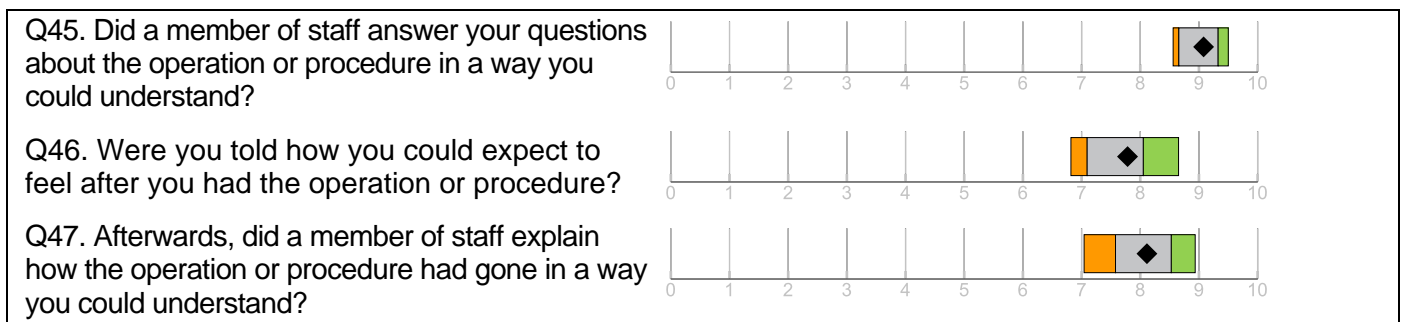 Q45. Did a member of staff answer your questions
about the operation or procedure in a way you
could understand?
0 1 2 3 4 5 6 7 8 9 10
Q46. Were you told how you could expect to
feel after you had the operation or procedure?
0 1 2 3 4 5 6 7 8 9 10
Q47. Afterwards, did a member of staff explain
how the operation or procedure had gone in a way
you could understand?
0 1 2 3 4 5 6 7 8 9 10